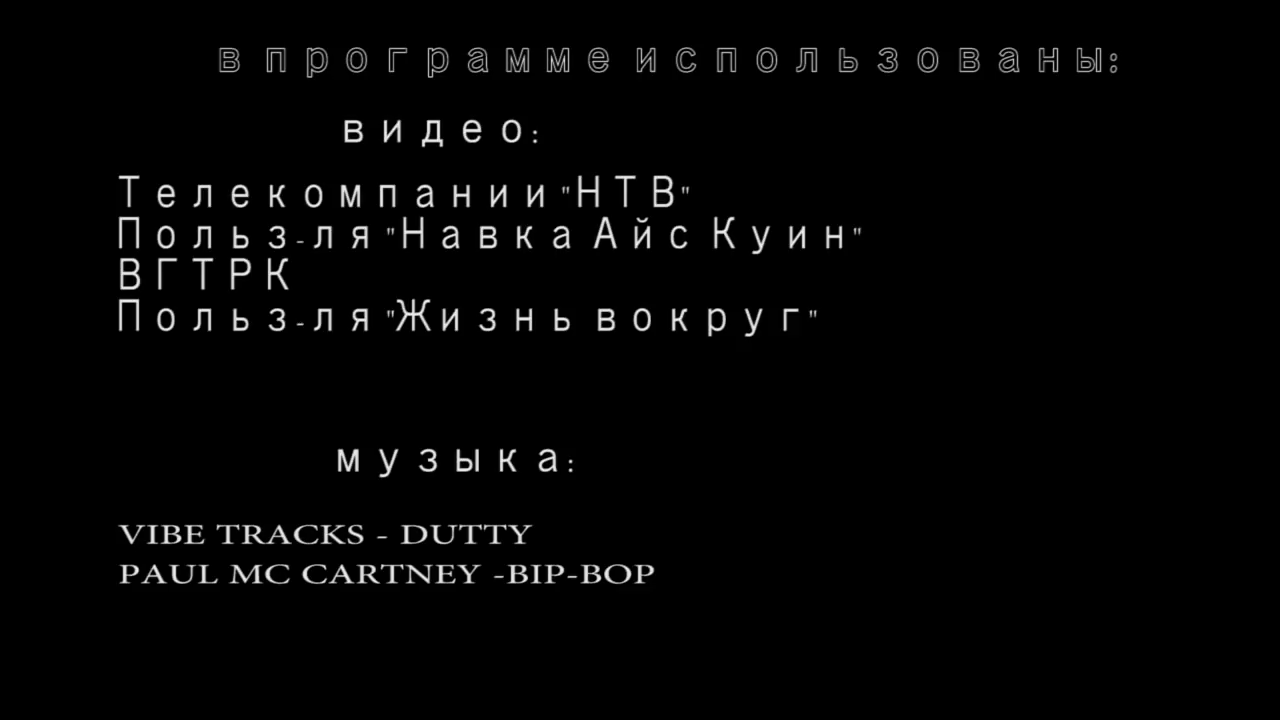 в программе использованы:
видео:
Телекомпании "НТВ"
Польз-ля "Навка Айс Куин"
ВГТРК
Польз-ля "Жизнь вокруг"
музыка:
VIBE TRACKS - DUTTY
PAUL MC CARTNEY -BIP-BOP